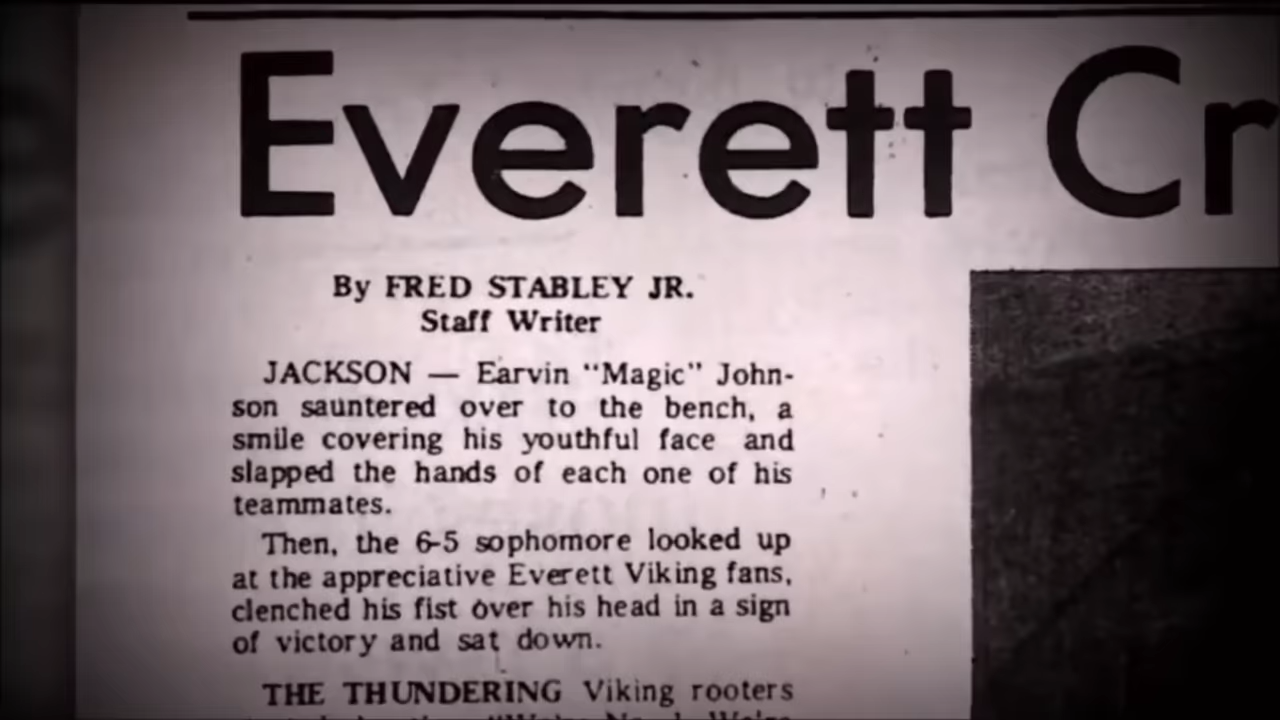 Everett Cr
By FRED STABLEY JR.
Staff Writer
JACKSON — Earvin "Magic" John-
son sauntered over to the bench, a
smile covering his youthful face and
slapped the hands of each one of his
teammates.
Then, the 6-5 sophomore looked up
at the appreciative Everett Viking fans,
clenched his fist over his head in a sign
of victory and sat down.
THE THUNDERING Viking rooters